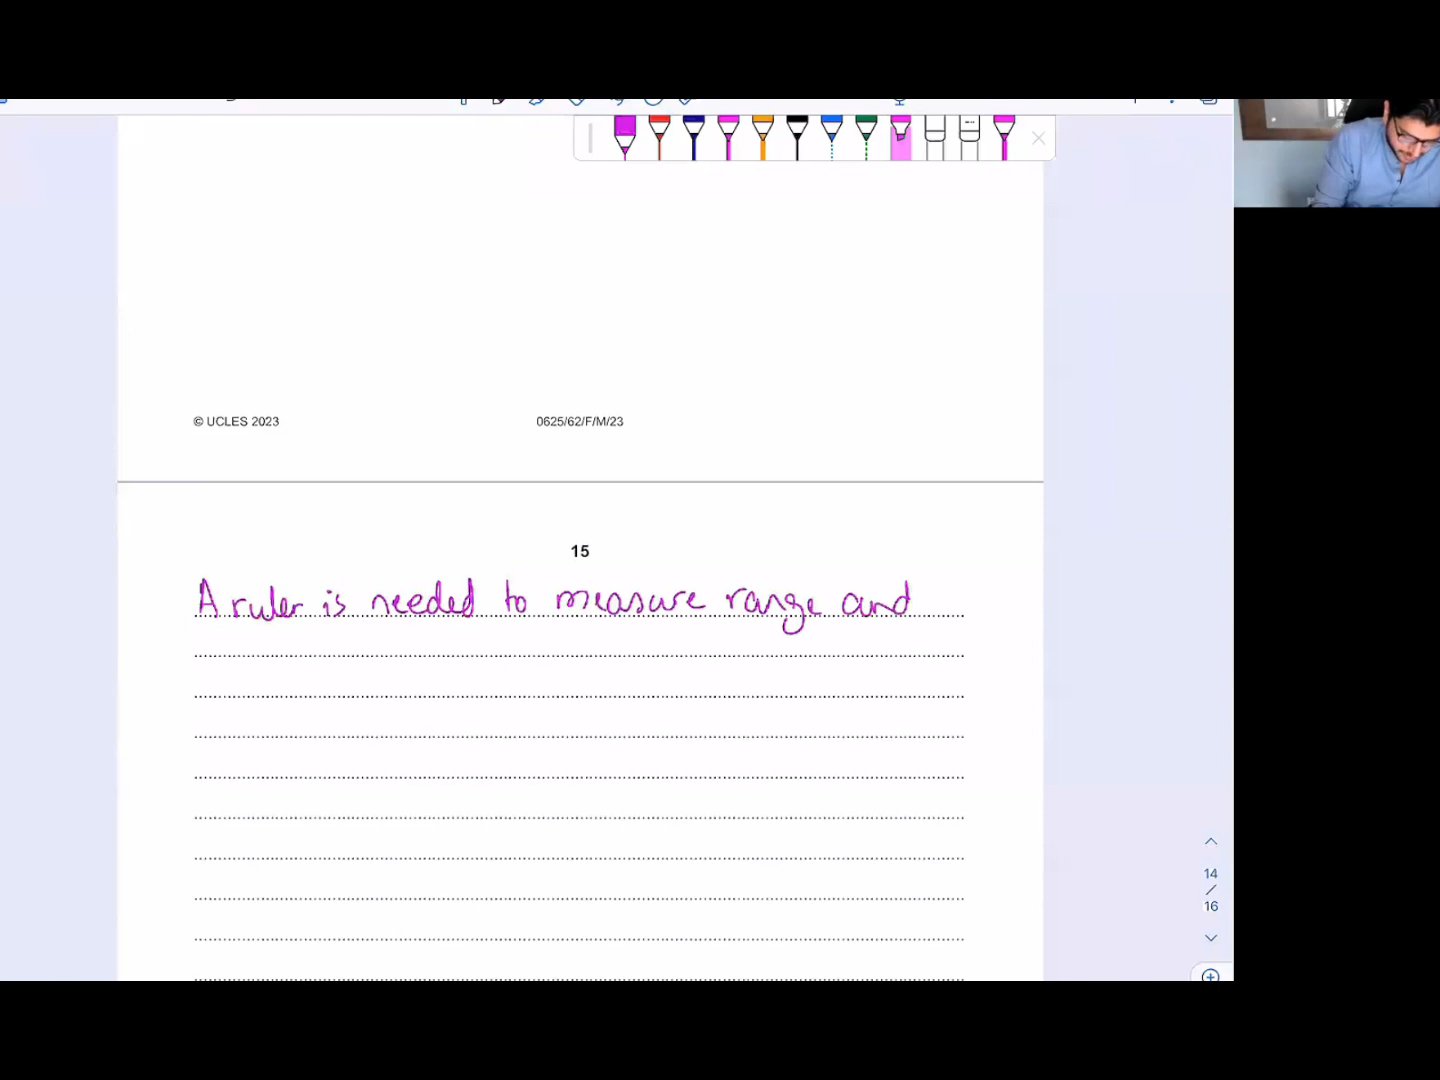 © UCLES 2023
0625/62/F/M/23
15
A ruler is needed to measure range and
14
/
16